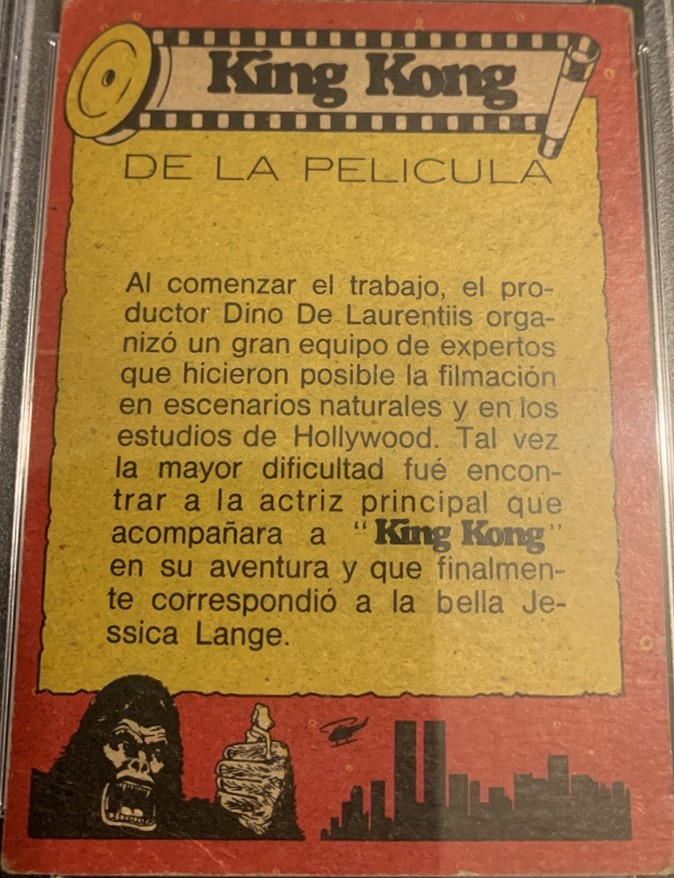 King Kong
DE LA PELICULA
Al comenzar el trabajo, el pro-
ductor Dino De Laurentiis orga-
nizó un gran equipo de expertos
que hicieron posible la filmación
en escenarios naturales y en los
estudios de Hollywood. Tal vez
la mayor dificultad fué encon-
trar a la actriz principal que
acompañara a “King Kong”
en su aventura y que finalmen-
te correspondió a la bella Je-
ssica Lange.